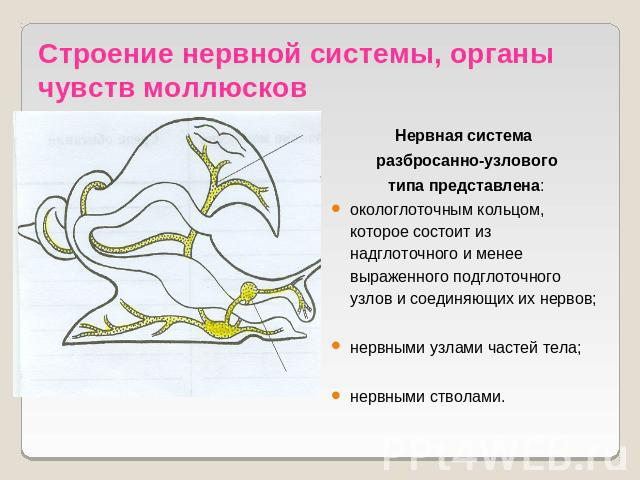 Строение нервной системы, органы
чувств моллюсков
Нервная система
разбросанно-узлового
типа представлена:
окологлоточным кольцом,
которое состоит из
надглоточного и менее
выраженного подглоточного
узлов и соединяющих их нервов;
нервными узлами частей тела;
нервными стволами.
PPt4WEB.ru